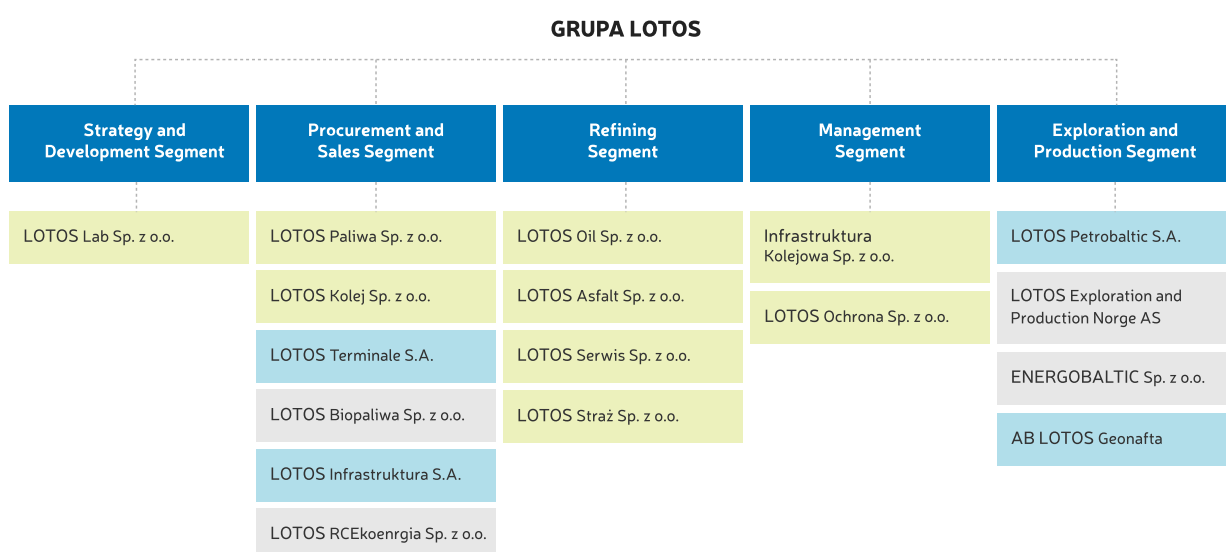 GRUPA LOTOS
Strategy and
Development Segment
LOTOS Lab Sp. z o.o.
Procurement and
Sales Segment
LOTOS Paliwa Sp. z o.o.
LOTOS Kolej Sp. z o.o.
LOTOS Terminale S.A.
LOTOS Biopaliwa Sp. z o.o.
LOTOS Infrastruktura S.A.
LOTOS RCEkoenrgia Sp. z o.o.
Refining
Segment
LOTOS Oil Sp. z o.o.
LOTOS Asfalt Sp. z o.o.
LOTOS Serwis Sp. z o.o.
LOTOS Straż Sp. z o.o.
Management
Segment
Infrastruktura
Kolejowa Sp. z o.o.
LOTOS Ochrona Sp. z o.o.
Exploration and
Production Segment
LOTOS Petrobaltic S.A.
LOTOS Exploration and
Production Norge AS
ENERGOBALTIC Sp. z o.o.
AB LOTOS Geonafta